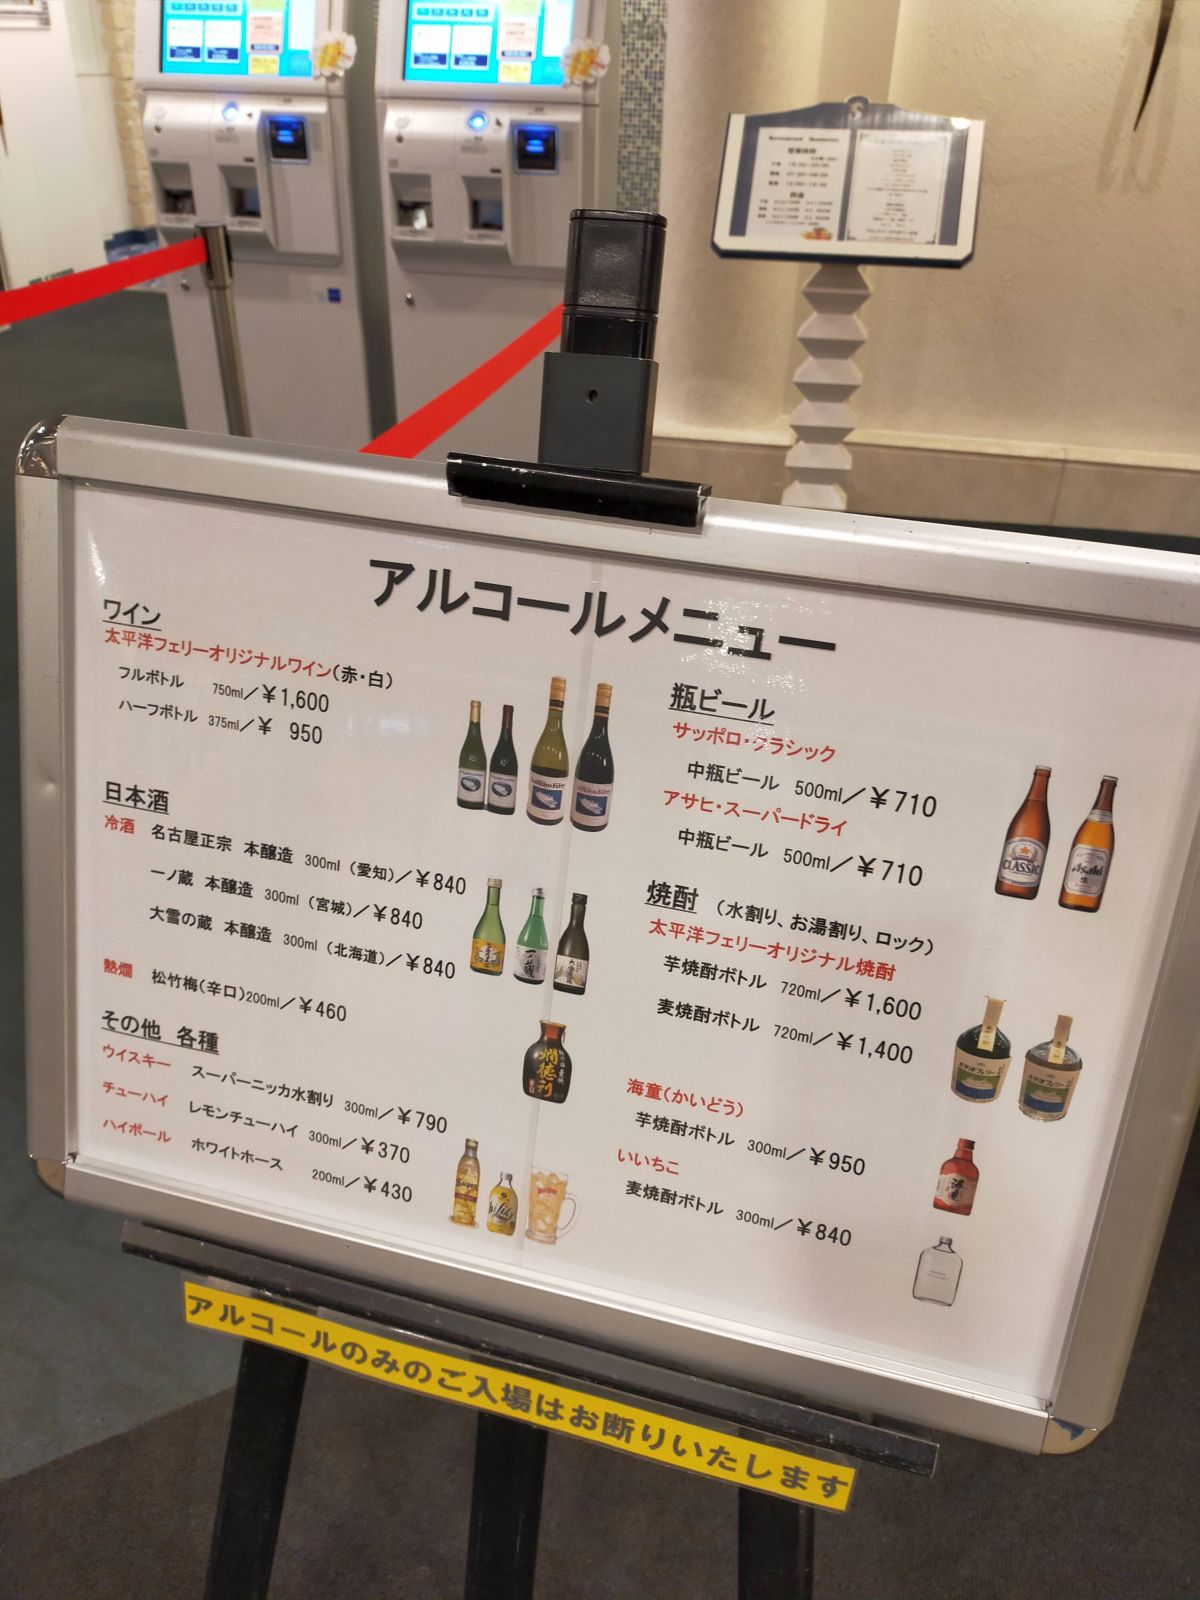 アルコールメニュー
ワイン
太平洋フェリーオリジナルワイン(赤・白)
フルボトル 750ml/¥1,600
ハーフボトル 375ml/¥ 950
日本酒
冷酒 名古屋正宗 本醸造 300ml (愛知)/¥840
一ノ蔵 本醸造 300ml (宮城)/¥840
大雪の蔵 本醸造 300ml (北海道)/¥840
熱燗 松竹梅(辛口)200ml/¥460
その他 各種
ウイスキー スーパーニッカ水割り 300ml/¥790
チューハイ レモンチューハイ 300ml/¥370
ハイボール ホワイトホース 200ml/¥430
瓶ビール
サッポロ・クラシック
中瓶ビール 500ml/¥710
アサヒ・スーパードライ
中瓶ビール 500ml/¥710
焼酎 (水割り、お湯割り、ロック)
太平洋フェリーオリジナル焼酎
芋焼酎ボトル 720ml/¥1,600
麦焼酎ボトル 720ml/¥1,400
海童(かいどう)
芋焼酎ボトル 300ml/¥950
いいちこ
麦焼酎ボトル 300ml/¥840
CLASSIC
Asahi
生
燗徳利
Super
アルコールのみのご入場はお断りいたします